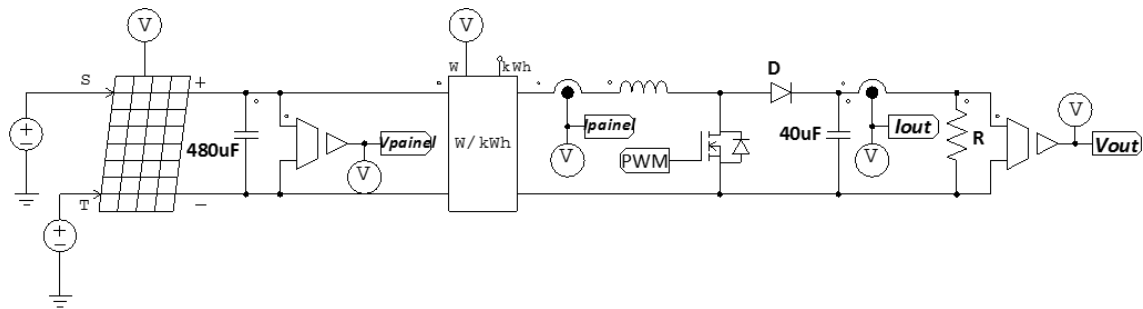 V
V
S
+
W
kWh
D
480uF
Vpainel
W/kWh
Ipainel
40uF
Iout
R
V
Vout
V
V
PWM
V
T
−